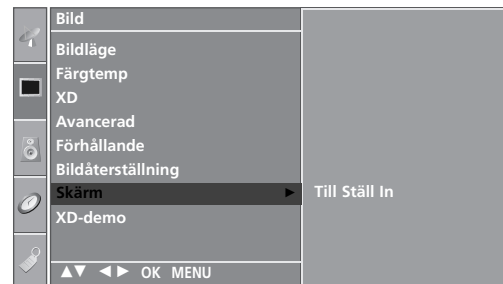 Bild
Bildläge
Färgtemp
XD
Avancerad
Förhållande
Bildåterställning
Skärm ► Till Ställ In
XD-demo
▲▼ ◄► OK MENU